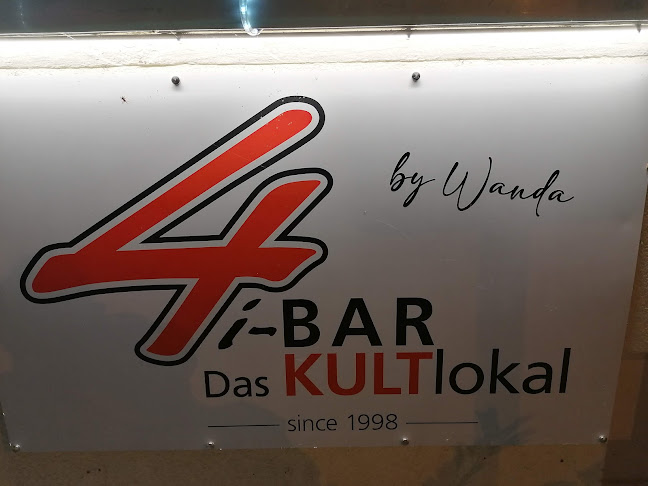 by Wanda
4i-BAR
Das KULTlokal
since 1998